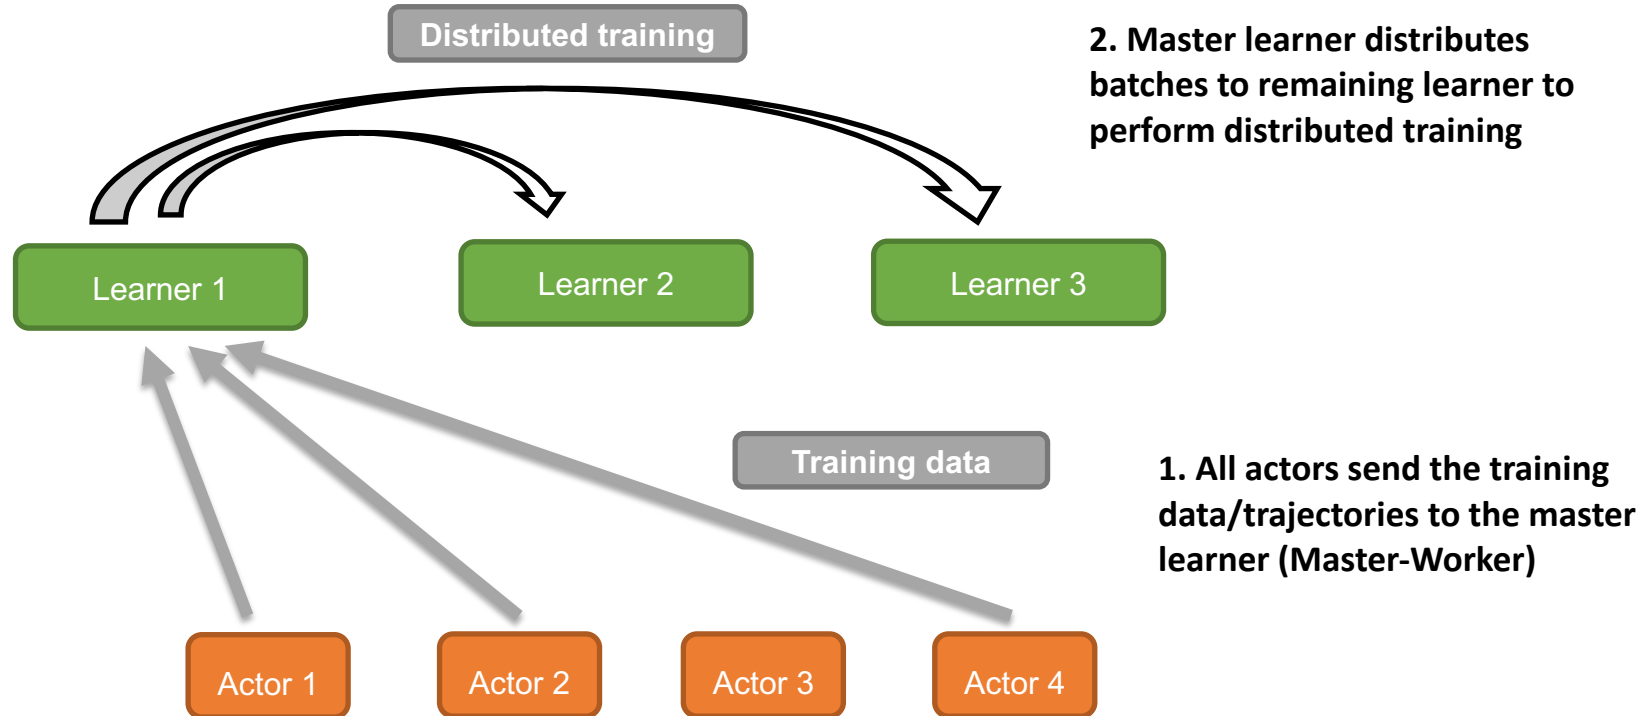 Distributed training
2. Master learner distributes
batches to remaining learner to
perform distributed training
Learner 1
Learner 2
Learner 3
Training data
1. All actors send the training
data/trajectories to the master
learner (Master-Worker)
Actor 1
Actor 2
Actor 3
Actor 4